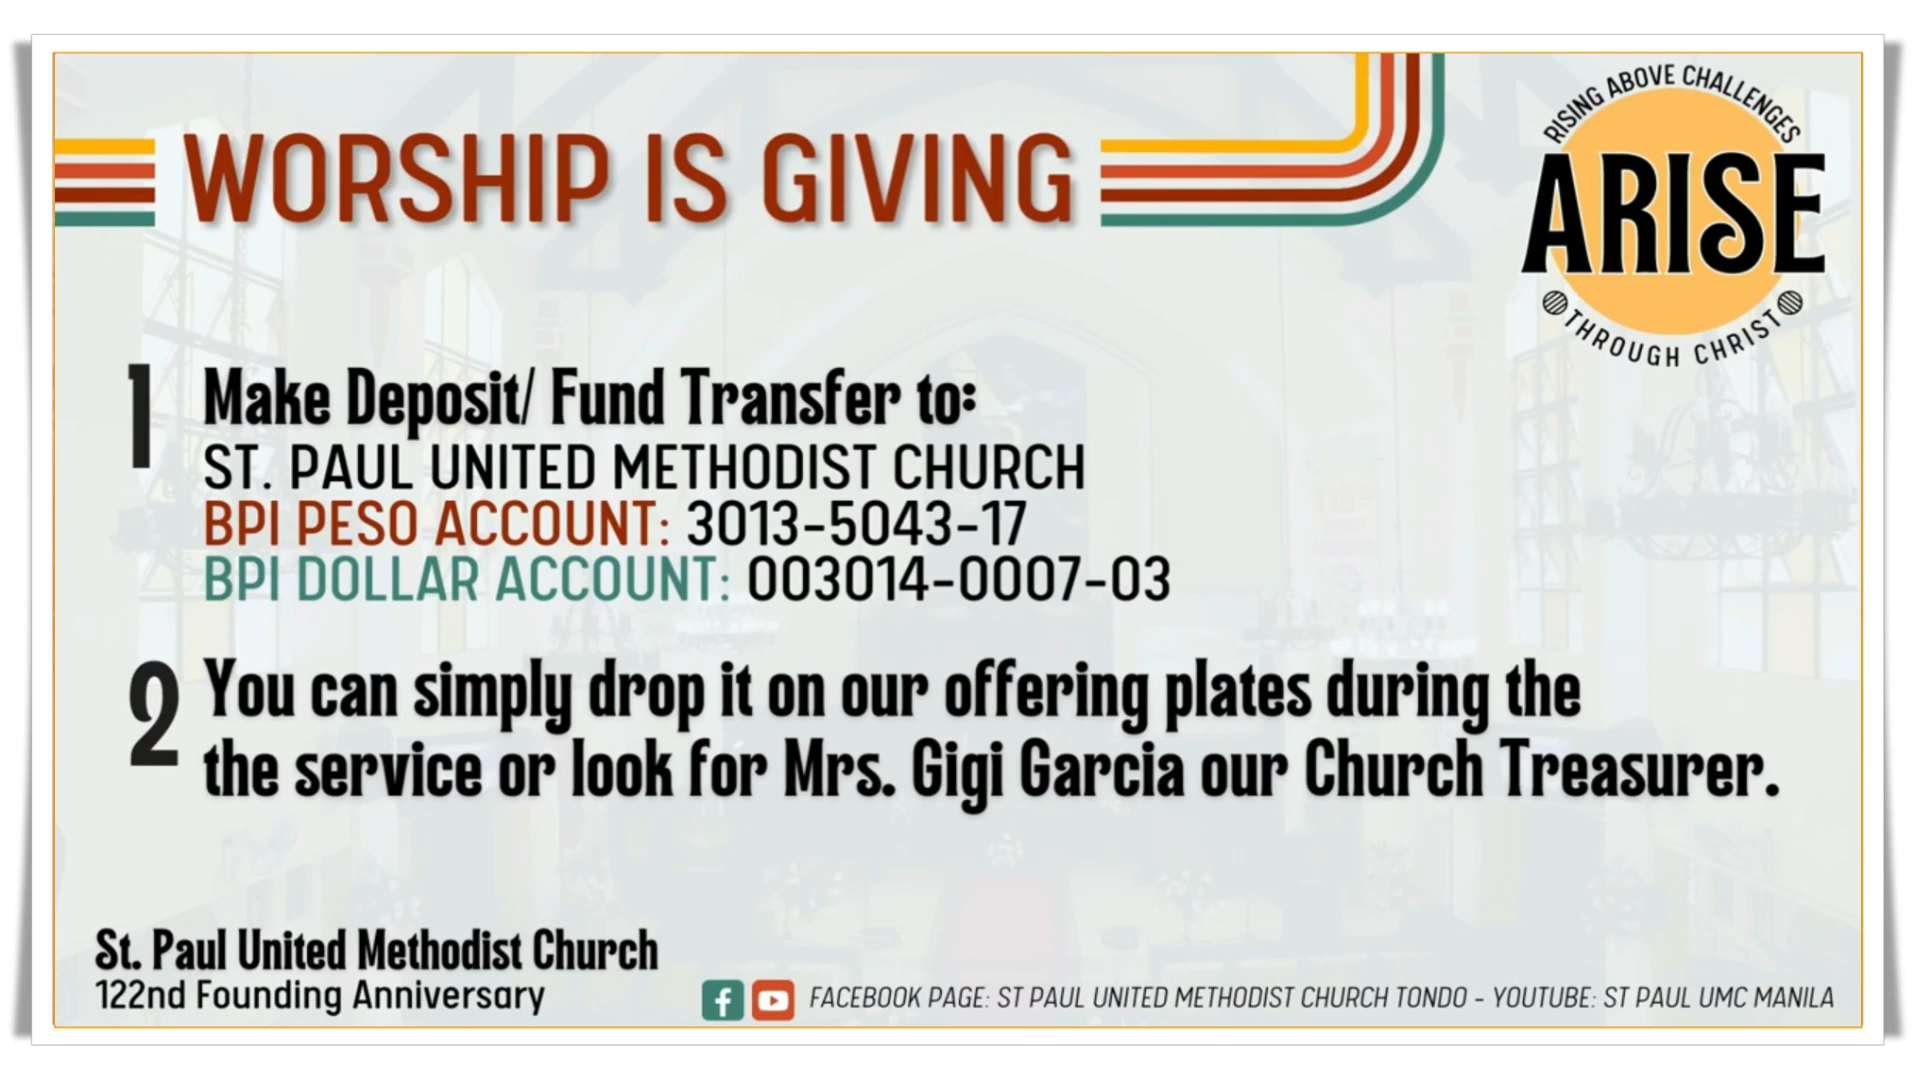 WORSHIP IS GIVING
RISING ABOVE CHALLENGES
ARISE
THROUGH CHRIST
1 Make Deposit/ Fund Transfer to:
ST. PAUL UNITED METHODIST CHURCH
BPI PESO ACCOUNT: 3013-5043-17
BPI DOLLAR ACCOUNT: 003014-0007-03
2 You can simply drop it on our offering plates during the
the service or look for Mrs. Gigi Garcia our Church Treasurer.
St. Paul United Methodist Church
122nd Founding Anniversary
FACEBOOK PAGE: ST PAUL UNITED METHODIST CHURCH TONDO - YOUTUBE: ST PAUL UMC MANILA